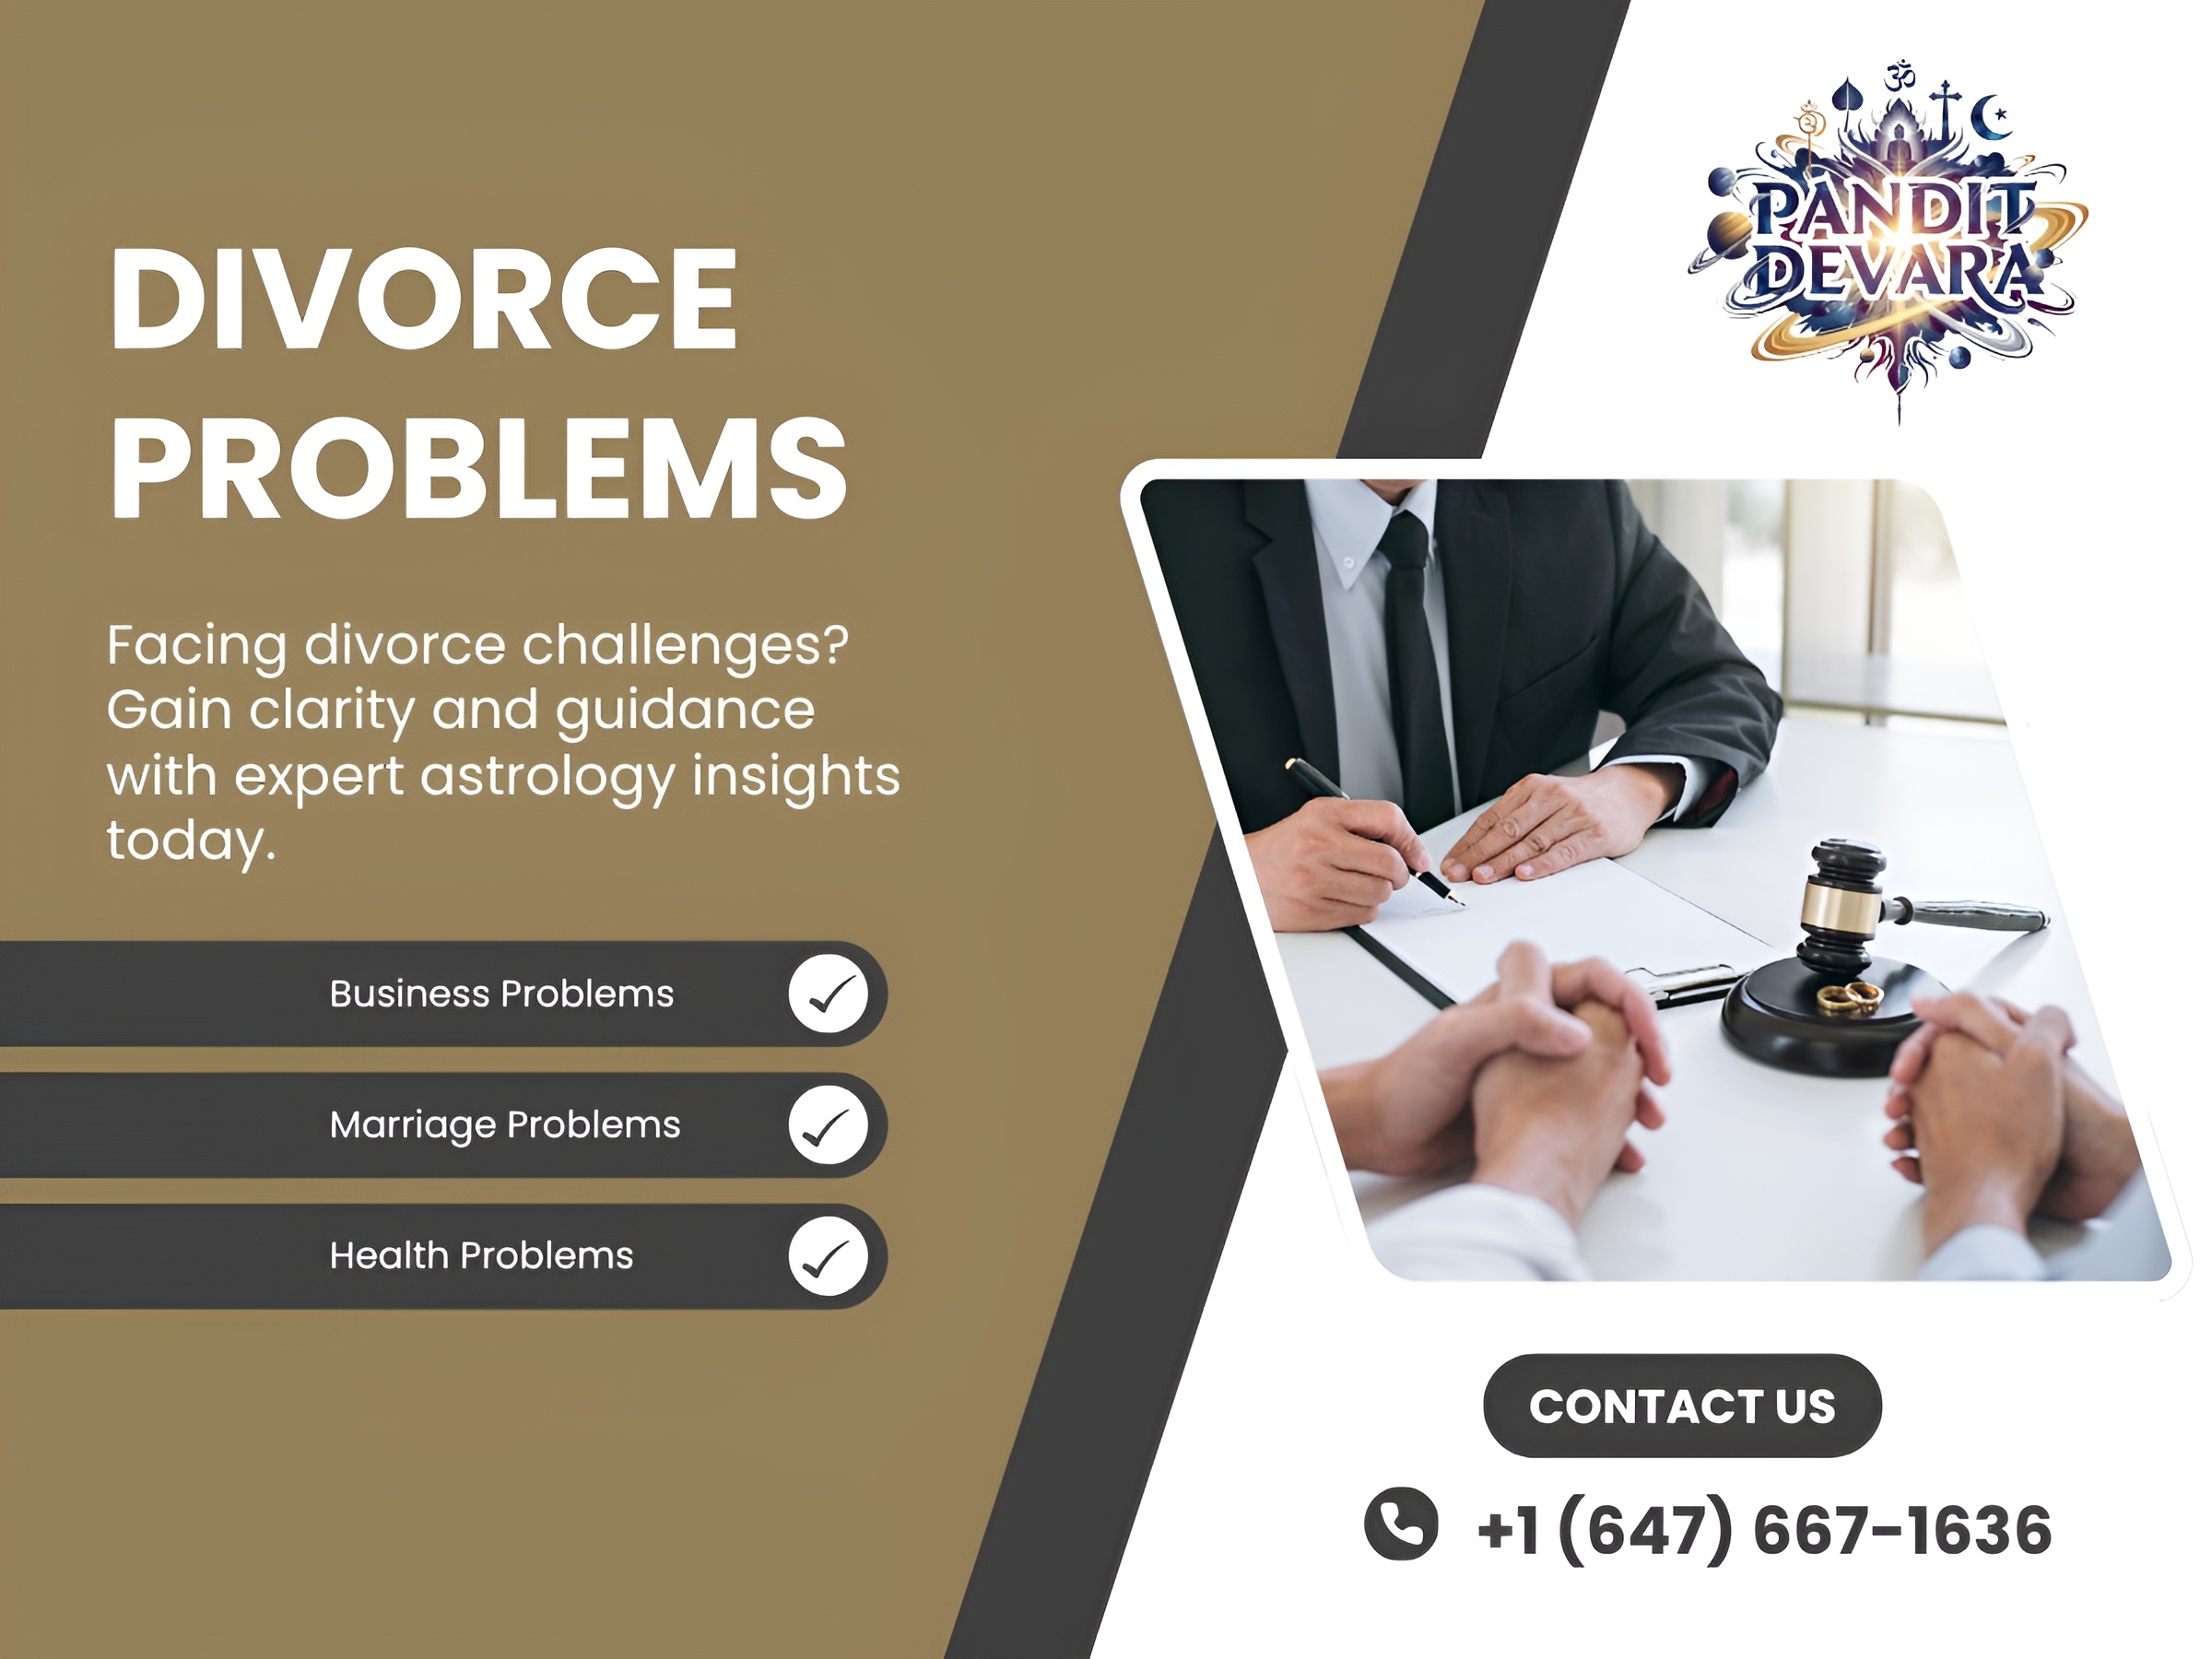 PANDIT
DEVARA
DIVORCE
PROBLEMS
Facing divorce challenges?
Gain clarity and guidance
with expert astrology insights
today.
Business Problems
Marriage Problems
Health Problems
CONTACT US
+1 (647) 667-1636